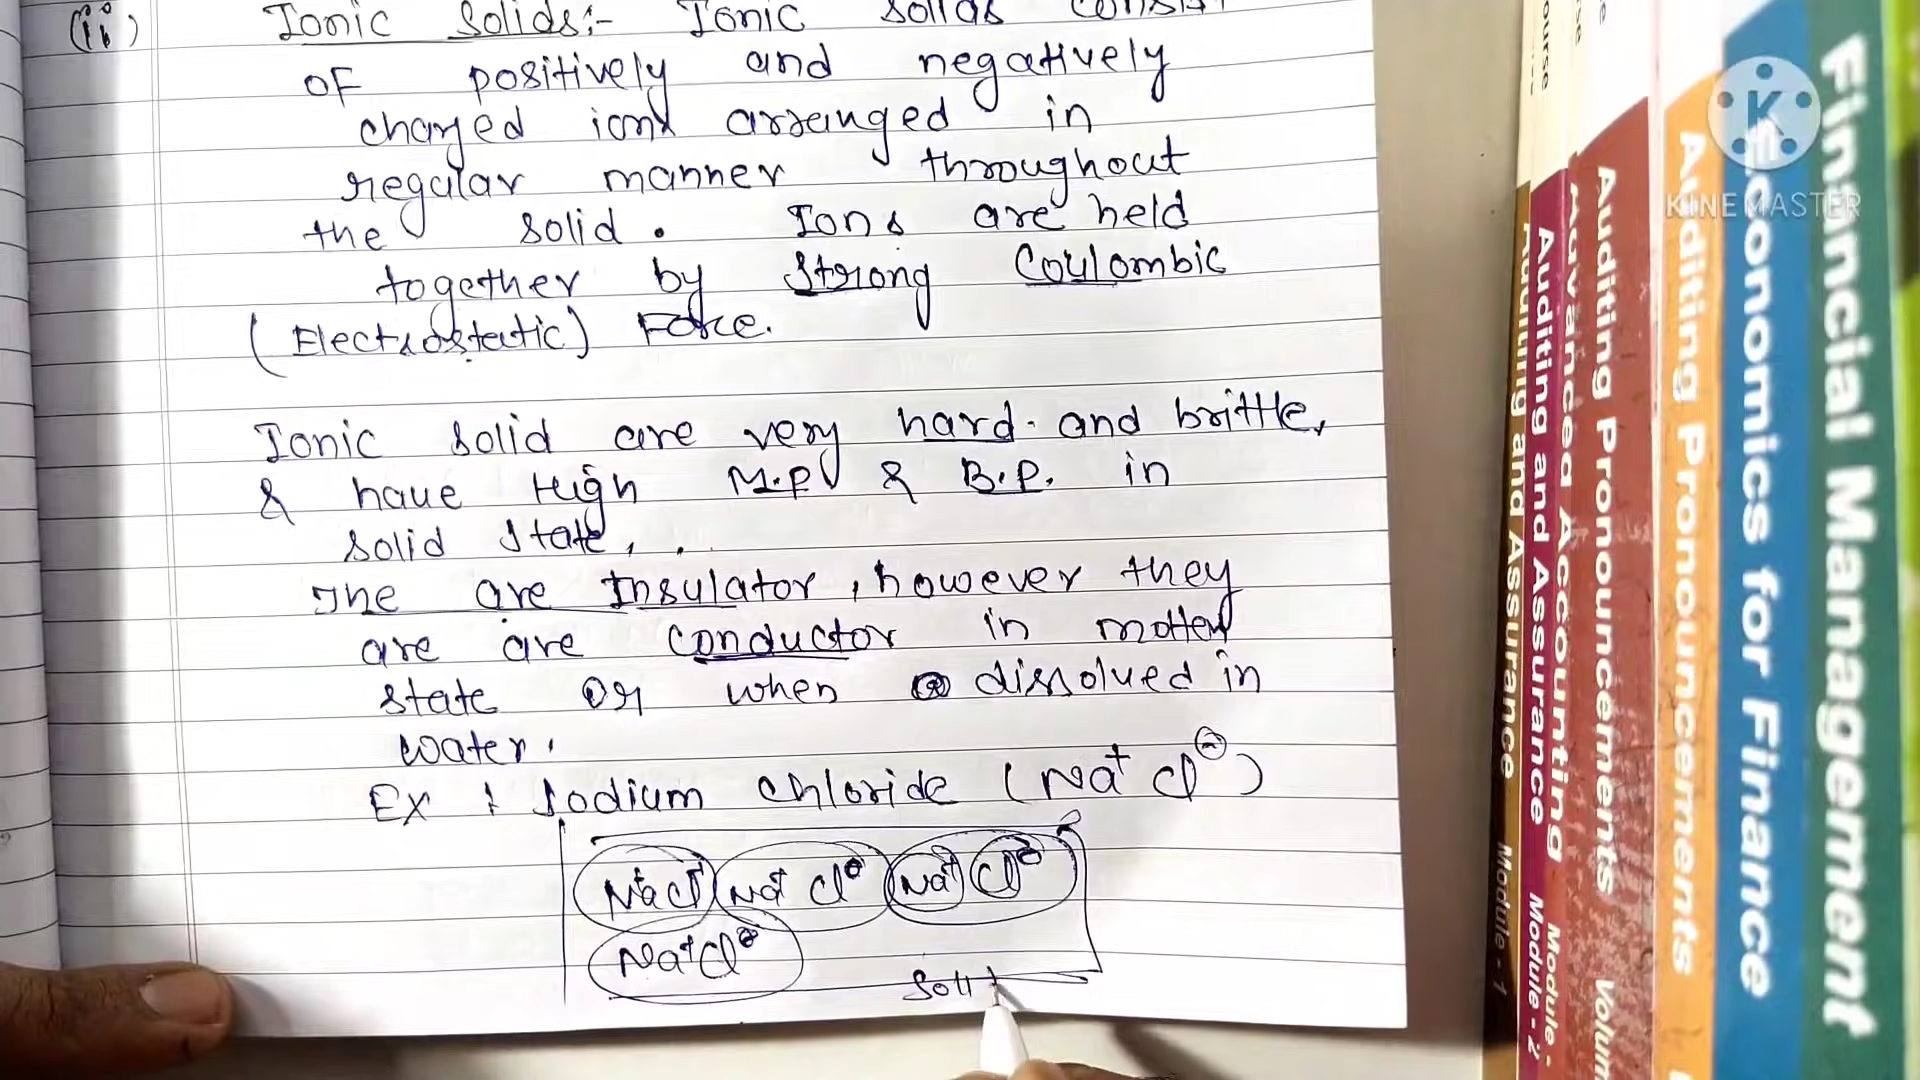 (ii) Ionic Solids:- Ionic Solids consist
of positively and negatively
charged ions arranged in
regular manner throughout
the solid. Ions are held
together by strong Coulombic
(Electrostatic) Force.
Ionic solid are very hard and brittle,
& have High M.P & B.P. in
solid state,
The are Insulator, however they
are are conductor in molten
state or when dissolved in
water.
Ex : Sodium chloride (Na+ Cl-)
Na+Cl- Na+ Cl- Na+ Cl-
Na+Cl-
Salt
KINEMASTER
Financial Management
Economics for Finance
Auditing Pronouncements
Auditing Pronouncements Volum
Advanced Accounting Module -
Auditing and Assurance Module - 2
Auditing and Assurance Module - 1
ourse